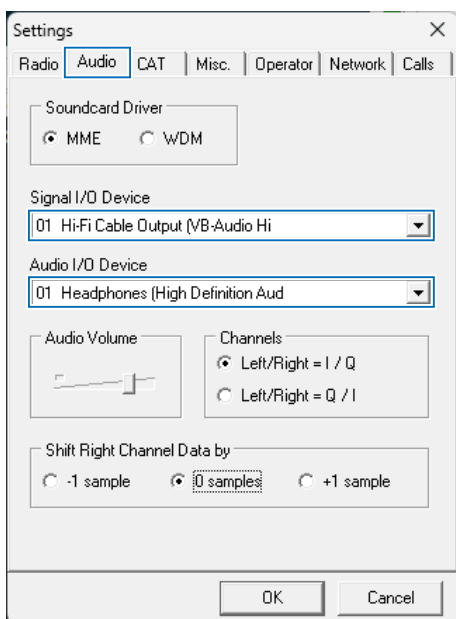 Settings
Radio Audio CAT Misc. Operator Network Calls
Soundcard Driver
MME WDM
Signal I/O Device
01 Hi-Fi Cable Output (VB-Audio Hi
Audio I/O Device
01 Headphones (High Definition Aud
Audio Volume Channels
Left/Right = I / Q
Left/Right = Q / I
Shift Right Channel Data by
-1 sample 0 samples +1 sample
OK Cancel